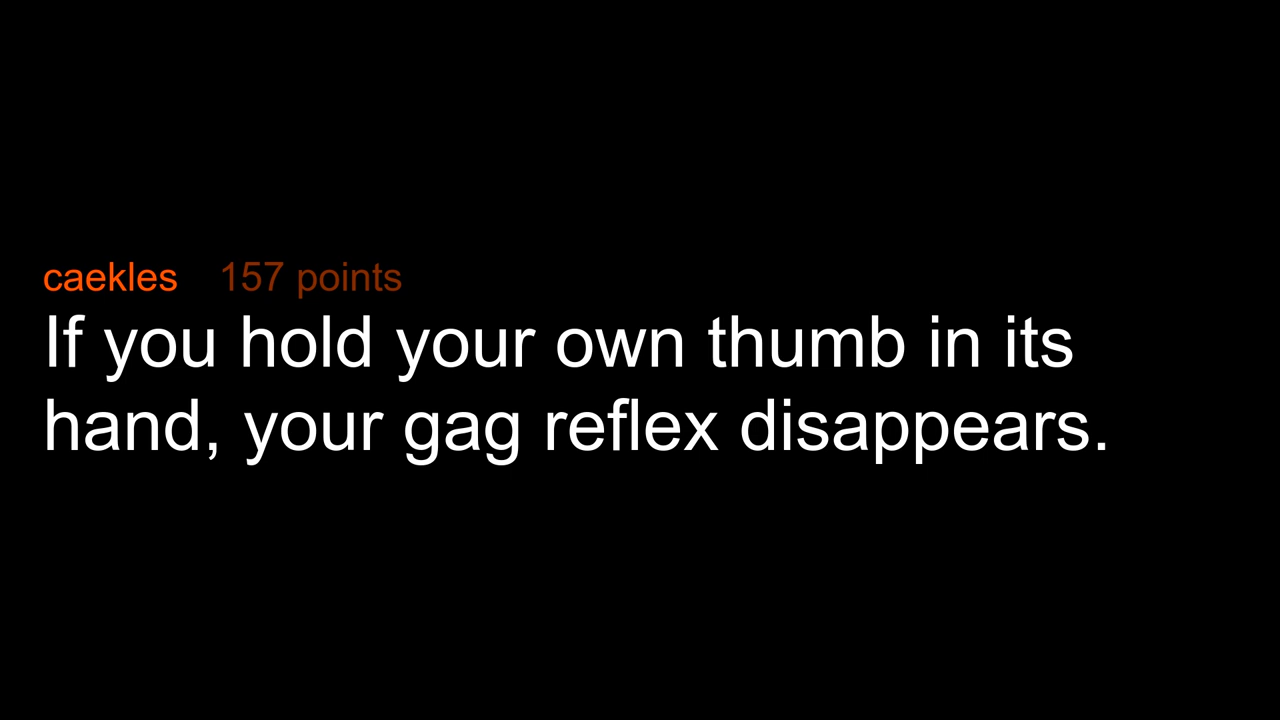 caekles 157 points
If you hold your own thumb in its
hand, your gag reflex disappears.